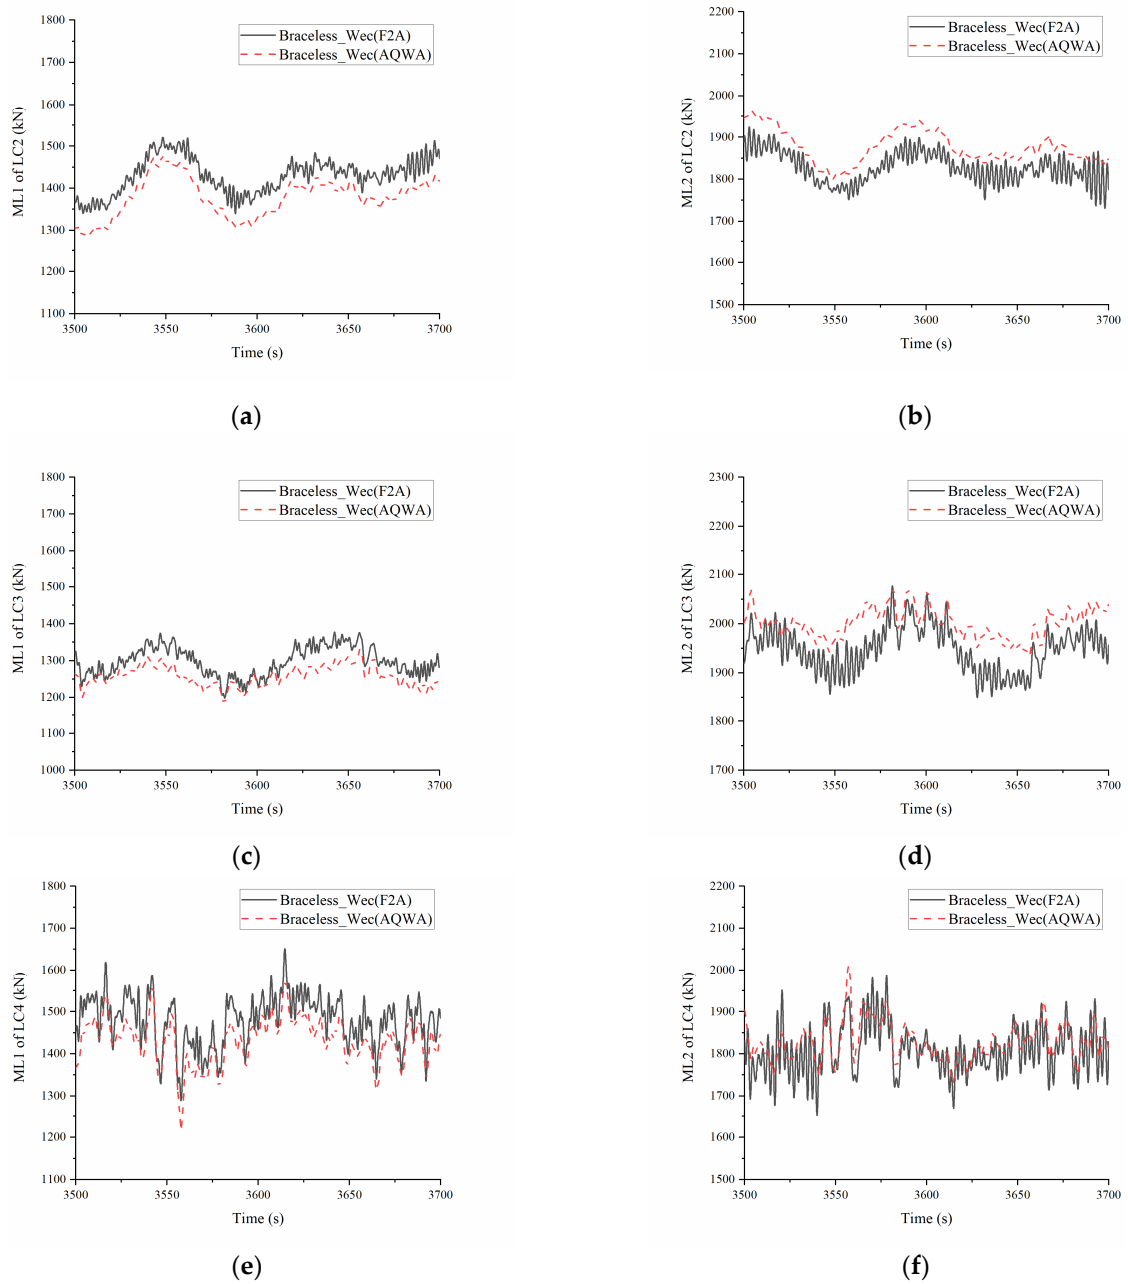 1800
1700
1600
1500
1400
1300
1200
1100
ML1 of LC2 (kN)
Braceless_Wec(F2A)
Braceless_Wec(AQWA)
3500 3550 3600 3650 3700
Time (s)
(a)
2200
2100
2000
1900
1800
1700
1600
1500
ML2 of LC2 (kN)
Braceless_Wec(F2A)
Braceless_Wec(AQWA)
3500 3550 3600 3650 3700
Time (s)
(b)
1800
1700
1600
1500
1400
1300
1200
1100
1000
ML1 of LC3 (kN)
Braceless_Wec(F2A)
Braceless_Wec(AQWA)
3500 3550 3600 3650 3700
Time (s)
(c)
2300
2200
2100
2000
1900
1800
1700
ML2 of LC3 (kN)
Braceless_Wec(F2A)
Braceless_Wec(AQWA)
3500 3550 3600 3650 3700
Time (s)
(d)
1800
1700
1600
1500
1400
1300
1200
1100
ML1 of LC4 (kN)
Braceless_Wec(F2A)
Braceless_Wec(AQWA)
3500 3550 3600 3650 3700
Time (s)
(e)
2200
2100
2000
1900
1800
1700
1600
1500
ML2 of LC4 (kN)
Braceless_Wec(F2A)
Braceless_Wec(AQWA)
3500 3550 3600 3650 3700
Time (s)
(f)